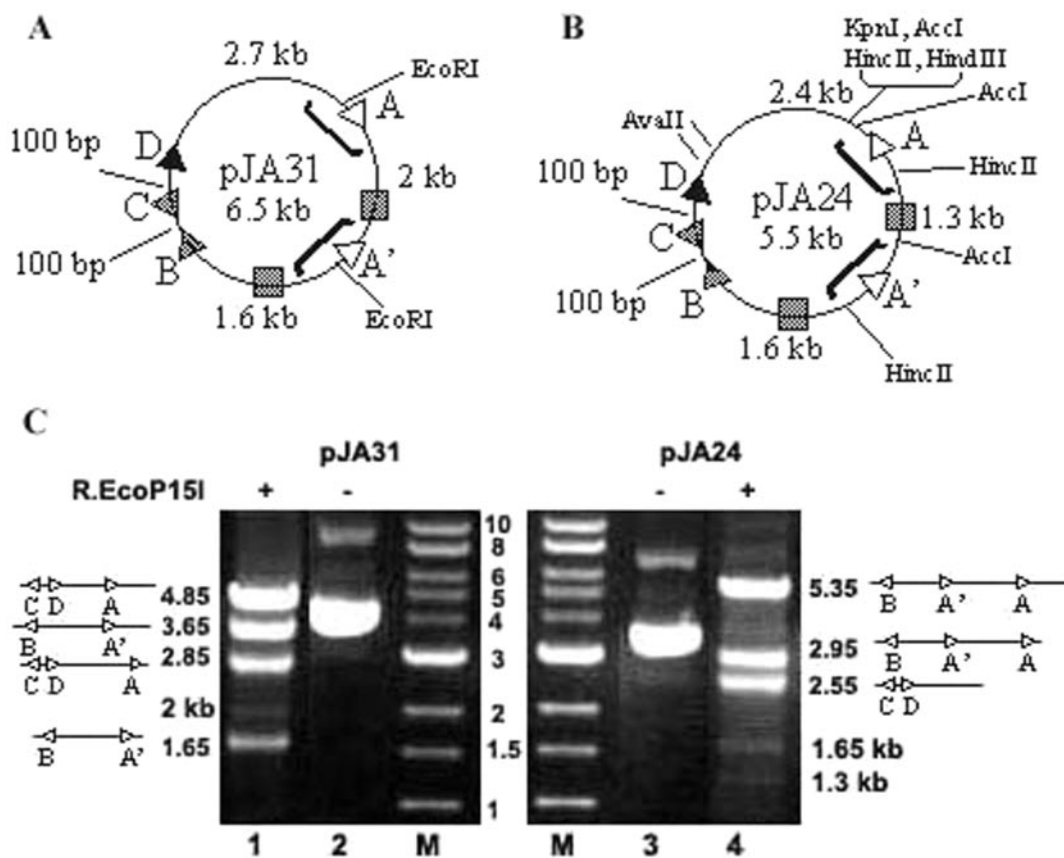 A
2.7 kb
EcoRI
A
100 bp
D
pJA31
6.5 kb
2 kb
C
100 bp
B
A'
1.6 kb
EcoRI
B
KpnI, AccI
HincII, HindIII
2.4 kb
AccI
AvaII
A
HincII
100 bp
D
pJA24
5.5 kb
1.3 kb
C
AccI
100 bp
B
A'
1.6 kb
HincII
C
pJA31 pJA24
R.EcoP15I + - - +
10
8
6
5
4
3
2
1.5
1
C D A 4.85
B A' 3.65
C D A 2.85
2 kb
B A' 1.65
5.35 B A' A
2.95 B A' A
2.55 C D
1.65 kb
1.3 kb
1 2 M M 3 4